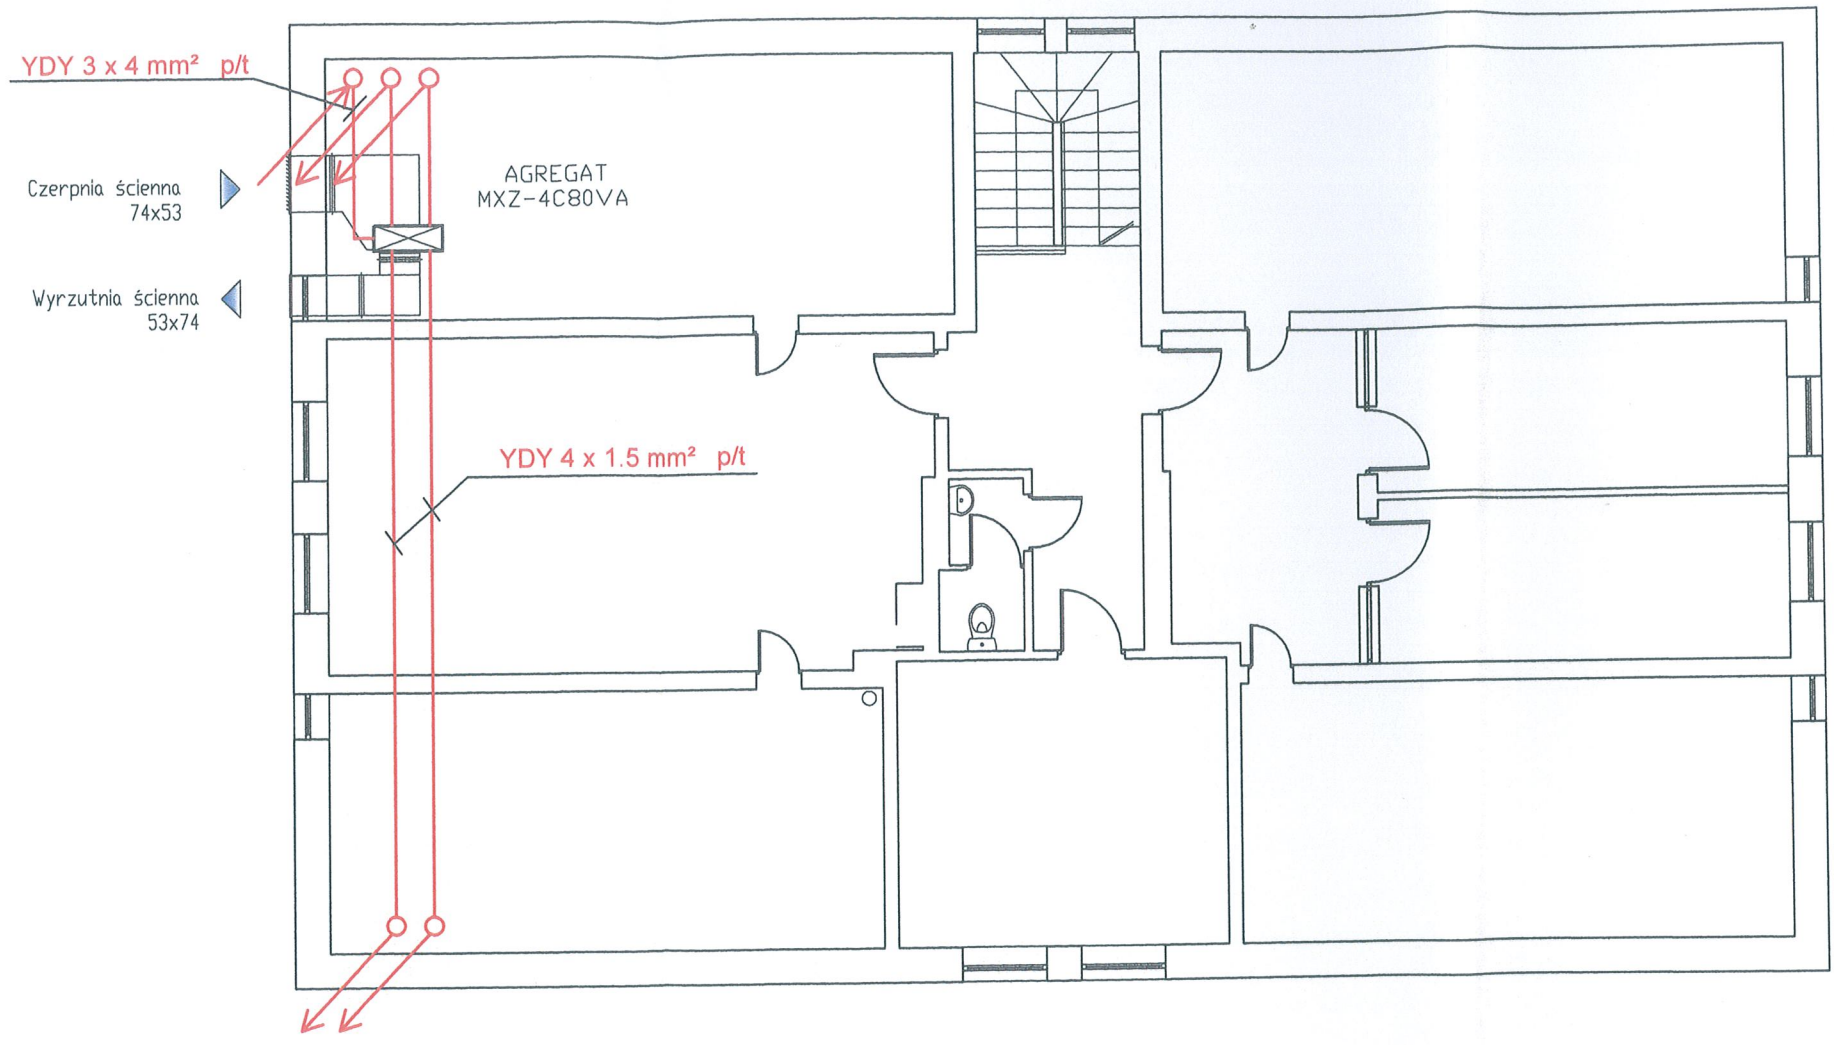 YDY 3 x 4 mm² p/t
Czerpnia ścienna
74x53
AGREGAT
MXZ-4C80VA
Wyrzutnia ścienna
53x74
YDY 4 x 1.5 mm² p/t